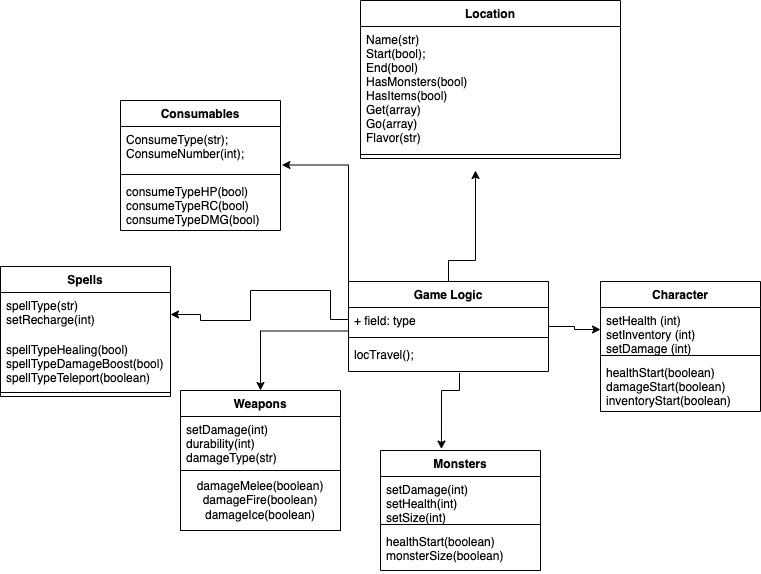 Location
Name(str)
Start(bool);
End(bool)
HasMonsters(bool)
HasItems(bool)
Get(array)
Go(array)
Flavor(str)
Consumables
ConsumeType(str);
ConsumeNumber(int);
consumeTypeHP(bool)
consumeTypeRC(bool)
consumeTypeDMG(bool)
Spells
spellType(str)
setRecharge(int)
spellTypeHealing(bool)
spellTypeDamageBoost(bool)
spellTypeTeleport(boolean)
Game Logic
+ field: type
locTravel();
Character
setHealth (int)
setInventory (int)
setDamage (int)
healthStart(boolean)
damageStart(boolean)
inventoryStart(boolean)
Weapons
setDamage(int)
durability(int)
damageType(str)
damageMelee(boolean)
damageFire(boolean)
damageIce(boolean)
Monsters
setDamage(int)
setHealth(int)
setSize(int)
healthStart(boolean)
monsterSize(boolean)